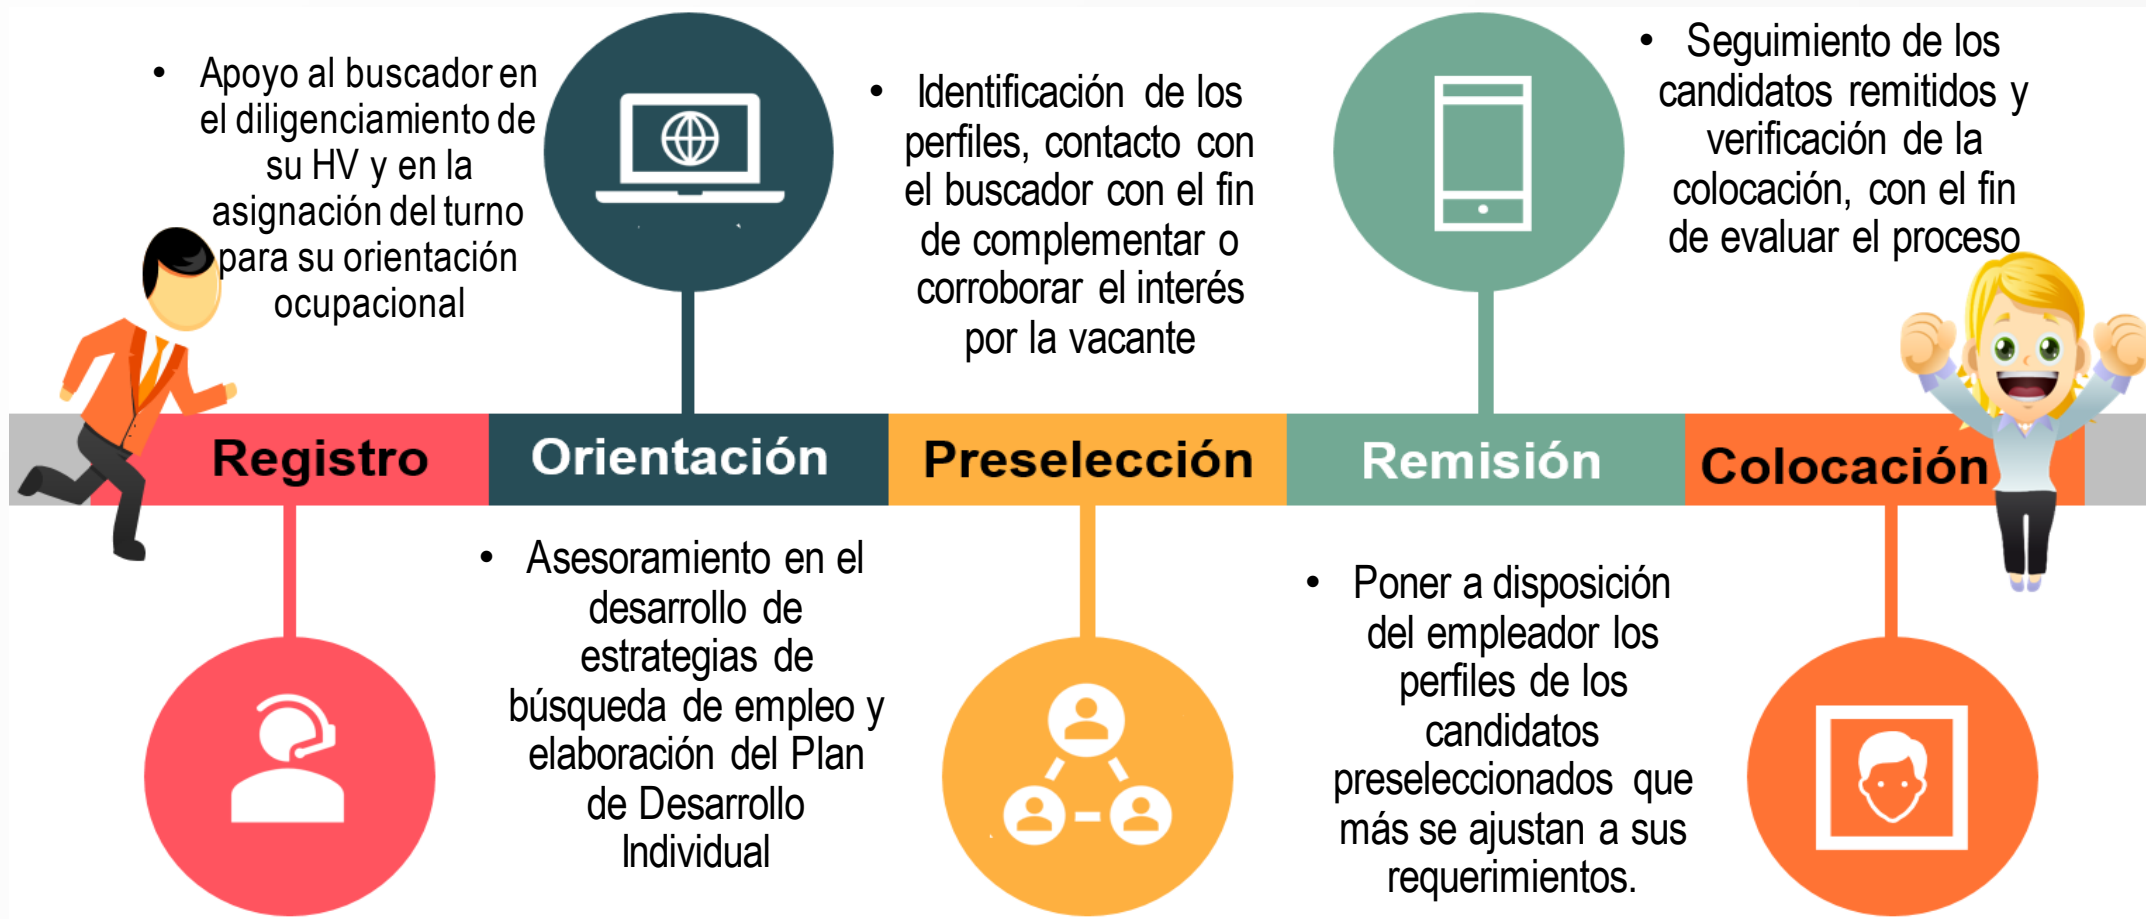 • Apoyo al buscador en
el diligenciamiento de
su HV y en la
asignación del turno
para su orientación
ocupacional
• Identificación de los
perfiles, contacto con
el buscador con el fin
de complementar o
corroborar el interés
por la vacante
• Seguimiento de los
candidatos remitidos y
verificación de la
colocación, con el fin
de evaluar el proceso
Registro
Orientación
Preselección
Remisión
Colocación
• Asesoramiento en el
desarrollo de
estrategias de
búsqueda de empleo y
elaboración del Plan
de Desarrollo
Individual
• Poner a disposición
del empleador los
perfiles de los
candidatos
preseleccionados que
más se ajustan a sus
requerimientos.